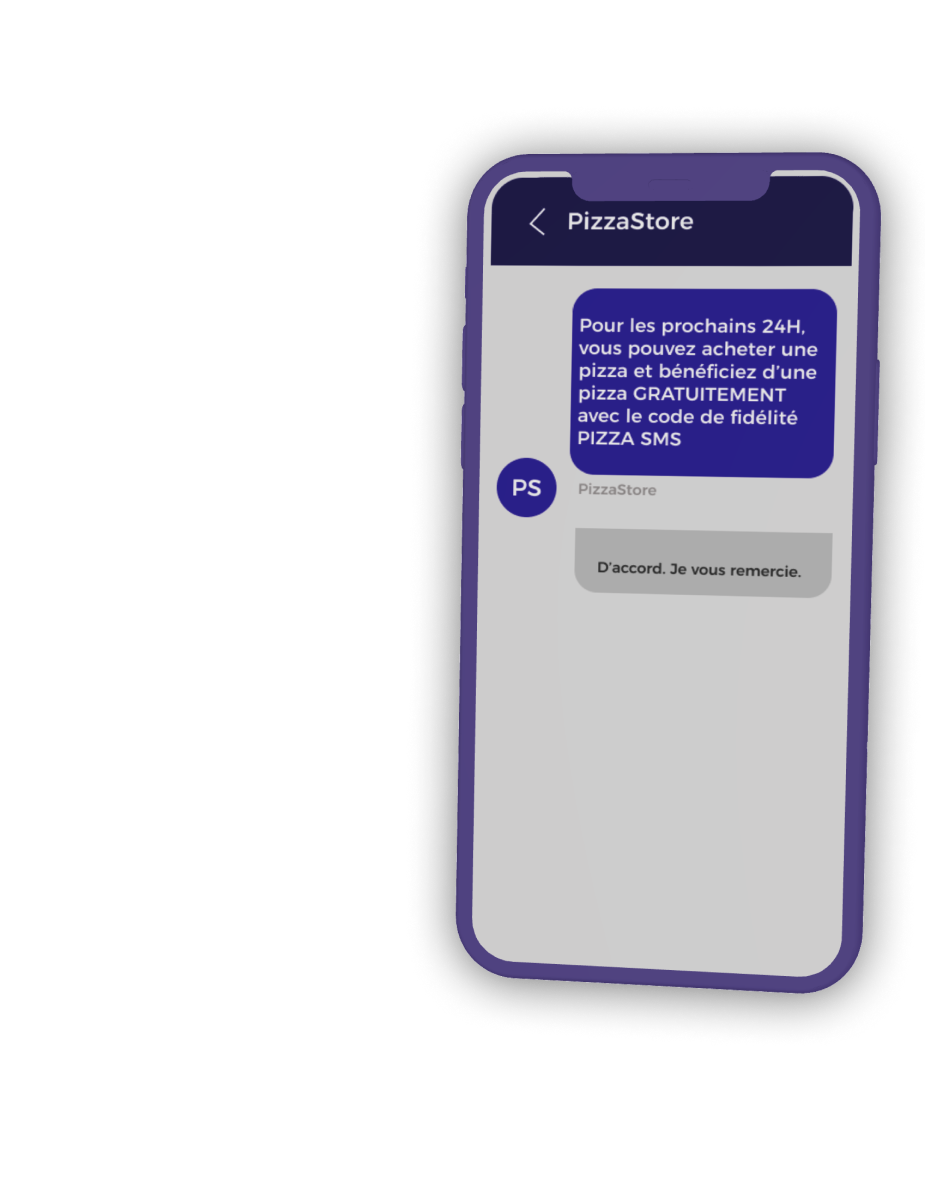 PizzaStore
Pour les prochains 24H,
vous pouvez acheter une
pizza et bénéficiez d'une
pizza GRATUITEMENT
avec le code de fidélité
PIZZA SMS
PS
PizzaStore
D'accord. Je vous remercie.